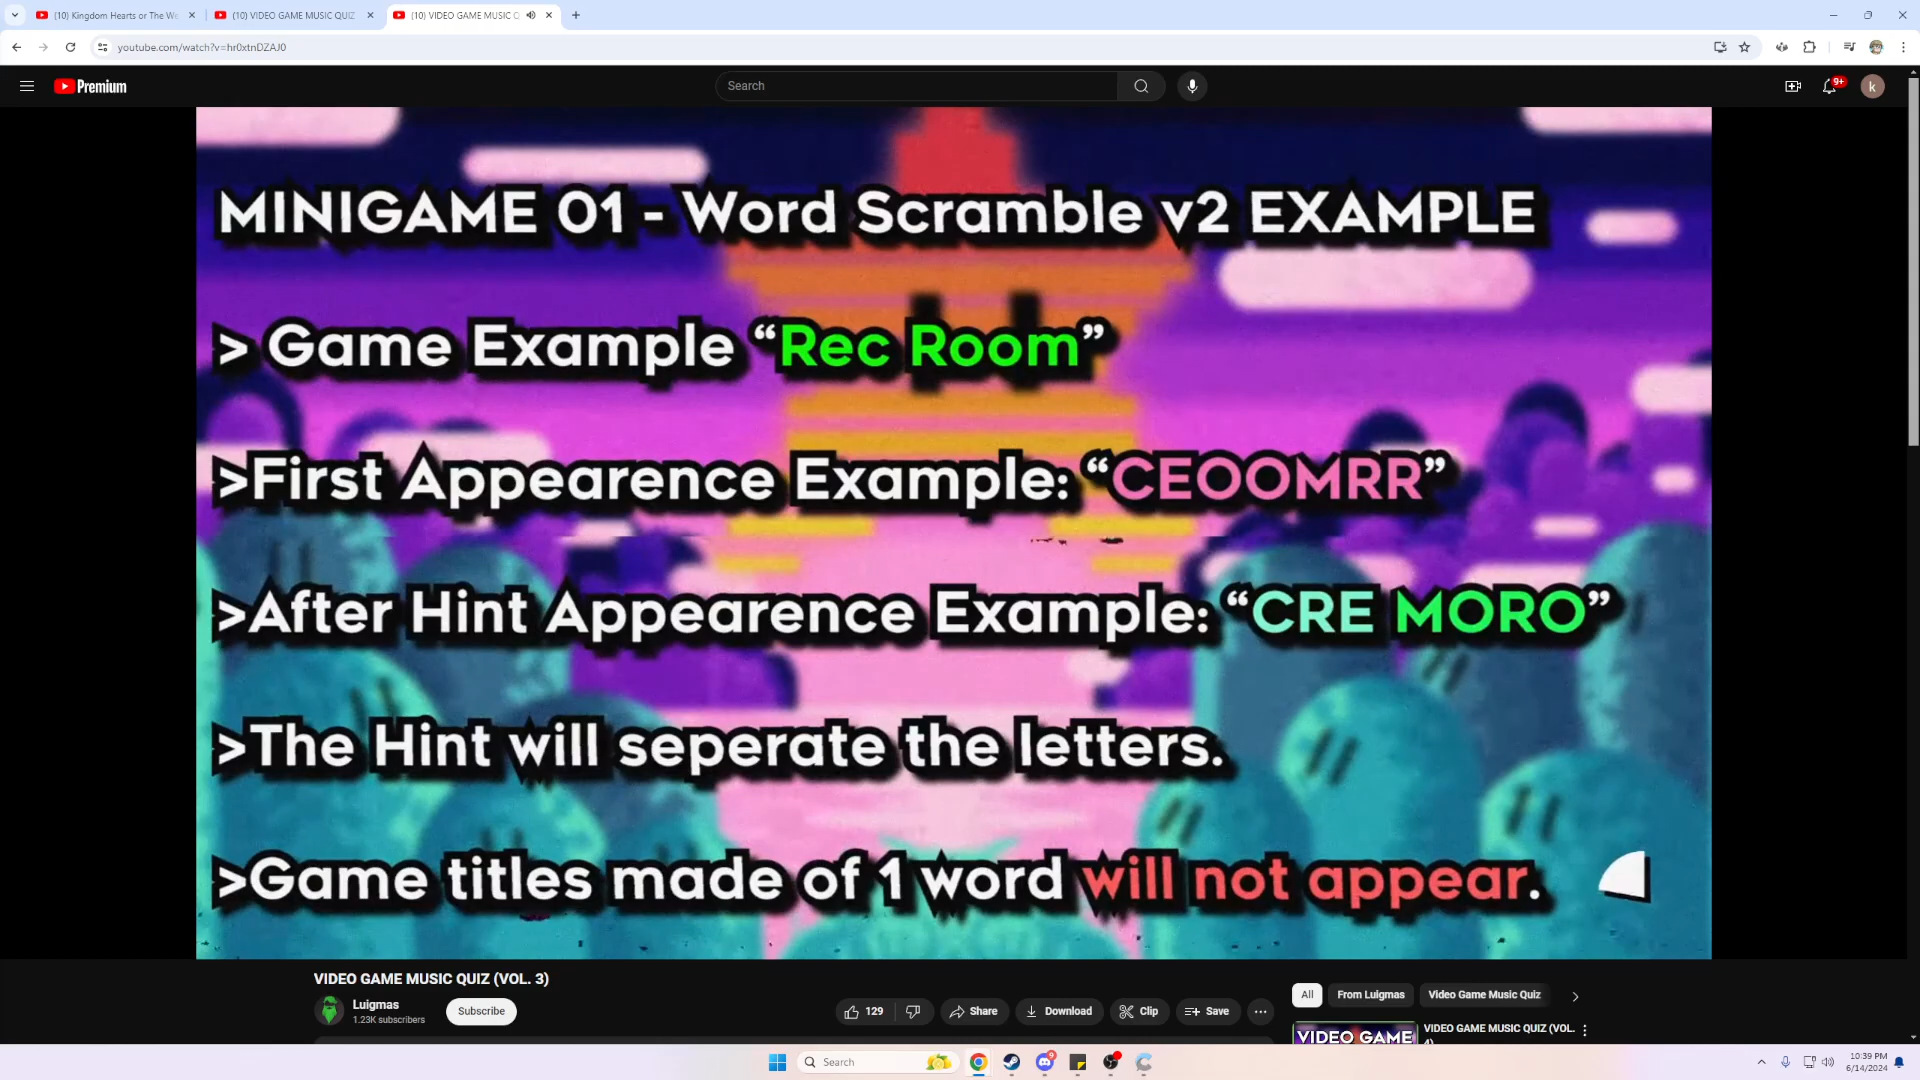 (10) Kingdom Hearts or The We
(10) VIDEO GAME MUSIC QUIZ
(10) VIDEO GAME MUSIC Q
youtube.com/watch?v=hr0xtnDZAJ0
Premium
Search
9+
k
MINIGAME 01 - Word Scramble v2 EXAMPLE
> Game Example “Rec Room”
>First Appearence Example: “CEOOMRR”
>After Hint Appearence Example: “CRE MORO”
>The Hint will seperate the letters.
>Game titles made of 1 word will not appear.
VIDEO GAME MUSIC QUIZ (VOL. 3)
Luigmas
1.23K subscribers
Subscribe
129
Share
Download
Clip
Save
All
From Luigmas
Video Game Music Quiz
VIDEO GAME
VIDEO GAME MUSIC QUIZ (VOL.
4)
Search
9
10:39 PM
6/14/2024